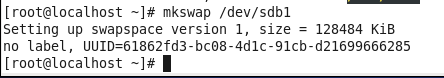 [root@localhost ~]# mkswap /dev/sdb1
Setting up swapspace version 1, size = 128484 KiB
no label, UUID=61862fd3-bc08-4d1c-91cb-d21699666285
[root@localhost ~]#